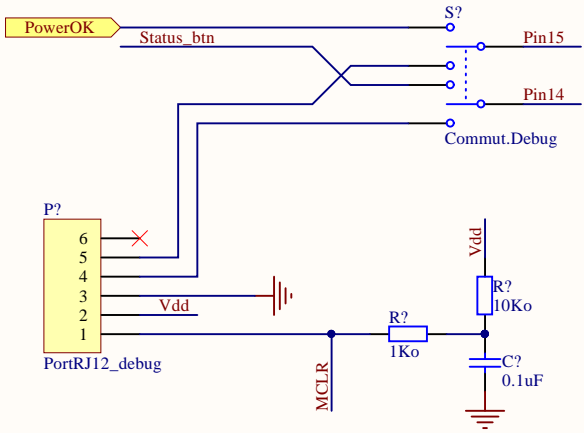 S?
PowerOK
Status_btn
Pin15
Pin14
Commut.Debug
P?
6
5
4
3
2
1
Vdd
PortRJ12_debug
MCLR
R?
1Ko
Vdd
R?
10Ko
C?
0.1uF